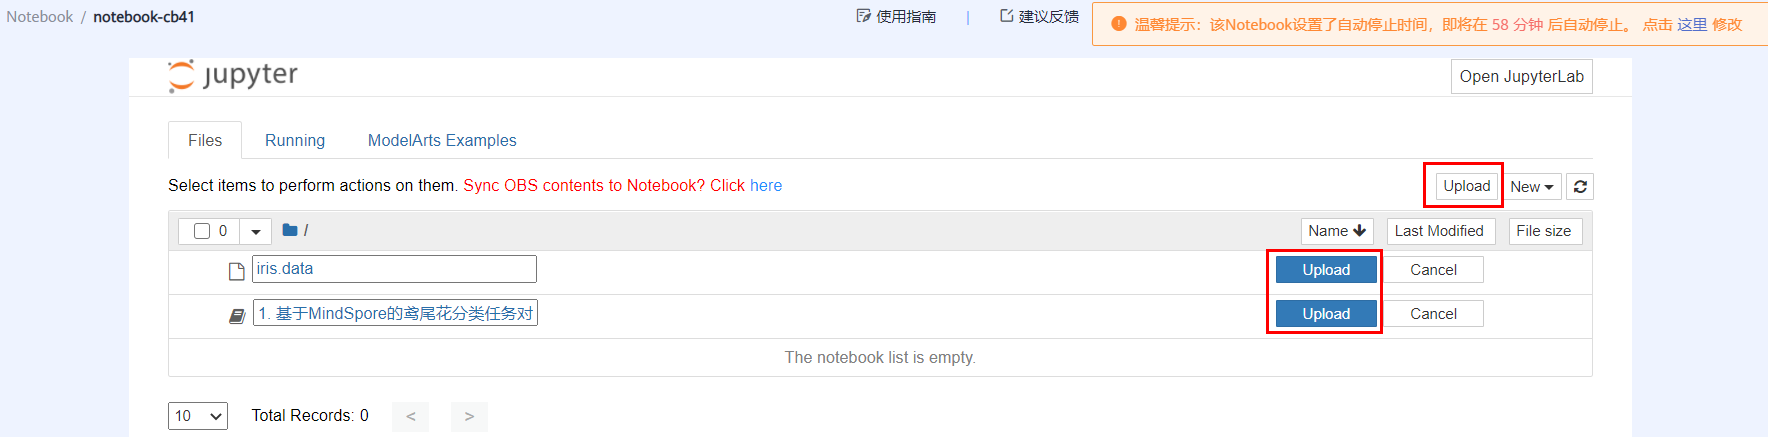 Notebook / notebook-cb41
使用指南 | 建议反馈
温馨提示：该Notebook设置了自动停止时间，即将在 58 分钟 后自动停止。 点击 这里 修改
jupyter
Open JupyterLab
Files Running ModelArts Examples
Select items to perform actions on them. Sync OBS contents to Notebook? Click here
Upload New
0 / Name Last Modified File size
iris.data Upload Cancel
1. 基于MindSpore的鸢尾花分类任务对 Upload Cancel
The notebook list is empty.
10 Total Records: 0 < >